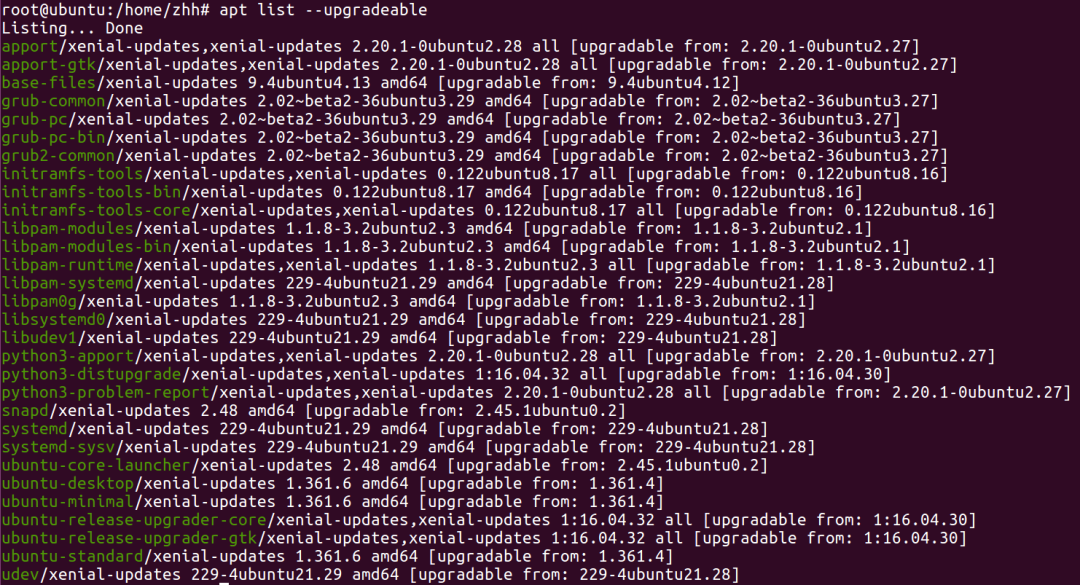 root@ubuntu:/home/zhh# apt list --upgradeable
Listing... Done
apport/xenial-updates,xenial-updates 2.20.1-0ubuntu2.28 all [upgradable from: 2.20.1-0ubuntu2.27]
apport-gtk/xenial-updates,xenial-updates 2.20.1-0ubuntu2.28 all [upgradable from: 2.20.1-0ubuntu2.27]
base-files/xenial-updates 9.4ubuntu4.13 amd64 [upgradable from: 9.4ubuntu4.12]
grub-common/xenial-updates 2.02~beta2-36ubuntu3.29 amd64 [upgradable from: 2.02~beta2-36ubuntu3.27]
grub-pc/xenial-updates 2.02~beta2-36ubuntu3.29 amd64 [upgradable from: 2.02~beta2-36ubuntu3.27]
grub-pc-bin/xenial-updates 2.02~beta2-36ubuntu3.29 amd64 [upgradable from: 2.02~beta2-36ubuntu3.27]
grub2-common/xenial-updates 2.02~beta2-36ubuntu3.29 amd64 [upgradable from: 2.02~beta2-36ubuntu3.27]
initramfs-tools/xenial-updates,xenial-updates 0.122ubuntu8.17 all [upgradable from: 0.122ubuntu8.16]
initramfs-tools-bin/xenial-updates 0.122ubuntu8.17 amd64 [upgradable from: 0.122ubuntu8.16]
initramfs-tools-core/xenial-updates,xenial-updates 0.122ubuntu8.17 all [upgradable from: 0.122ubuntu8.16]
libpam-modules/xenial-updates 1.1.8-3.2ubuntu2.3 amd64 [upgradable from: 1.1.8-3.2ubuntu2.1]
libpam-modules-bin/xenial-updates 1.1.8-3.2ubuntu2.3 amd64 [upgradable from: 1.1.8-3.2ubuntu2.1]
libpam-runtime/xenial-updates,xenial-updates 1.1.8-3.2ubuntu2.3 all [upgradable from: 1.1.8-3.2ubuntu2.1]
libpam-systemd/xenial-updates 229-4ubuntu21.29 amd64 [upgradable from: 229-4ubuntu21.28]
libpam0g/xenial-updates 1.1.8-3.2ubuntu2.3 amd64 [upgradable from: 1.1.8-3.2ubuntu2.1]
libsystemd0/xenial-updates 229-4ubuntu21.29 amd64 [upgradable from: 229-4ubuntu21.28]
libudev1/xenial-updates 229-4ubuntu21.29 amd64 [upgradable from: 229-4ubuntu21.28]
python3-apport/xenial-updates,xenial-updates 2.20.1-0ubuntu2.28 all [upgradable from: 2.20.1-0ubuntu2.27]
python3-distupgrade/xenial-updates,xenial-updates 1:16.04.32 all [upgradable from: 1:16.04.30]
python3-problem-report/xenial-updates,xenial-updates 2.20.1-0ubuntu2.28 all [upgradable from: 2.20.1-0ubuntu2.27]
snapd/xenial-updates 2.48 amd64 [upgradable from: 2.45.1ubuntu0.2]
systemd/xenial-updates 229-4ubuntu21.29 amd64 [upgradable from: 229-4ubuntu21.28]
systemd-sysv/xenial-updates 229-4ubuntu21.29 amd64 [upgradable from: 229-4ubuntu21.28]
ubuntu-core-launcher/xenial-updates 2.48 amd64 [upgradable from: 2.45.1ubuntu0.2]
ubuntu-desktop/xenial-updates 1.361.6 amd64 [upgradable from: 1.361.4]
ubuntu-minimal/xenial-updates 1.361.6 amd64 [upgradable from: 1.361.4]
ubuntu-release-upgrader-core/xenial-updates,xenial-updates 1:16.04.32 all [upgradable from: 1:16.04.30]
ubuntu-release-upgrader-gtk/xenial-updates,xenial-updates 1:16.04.32 all [upgradable from: 1:16.04.30]
ubuntu-standard/xenial-updates 1.361.6 amd64 [upgradable from: 1.361.4]
udev/xenial-updates 229-4ubuntu21.29 amd64 [upgradable from: 229-4ubuntu21.28]